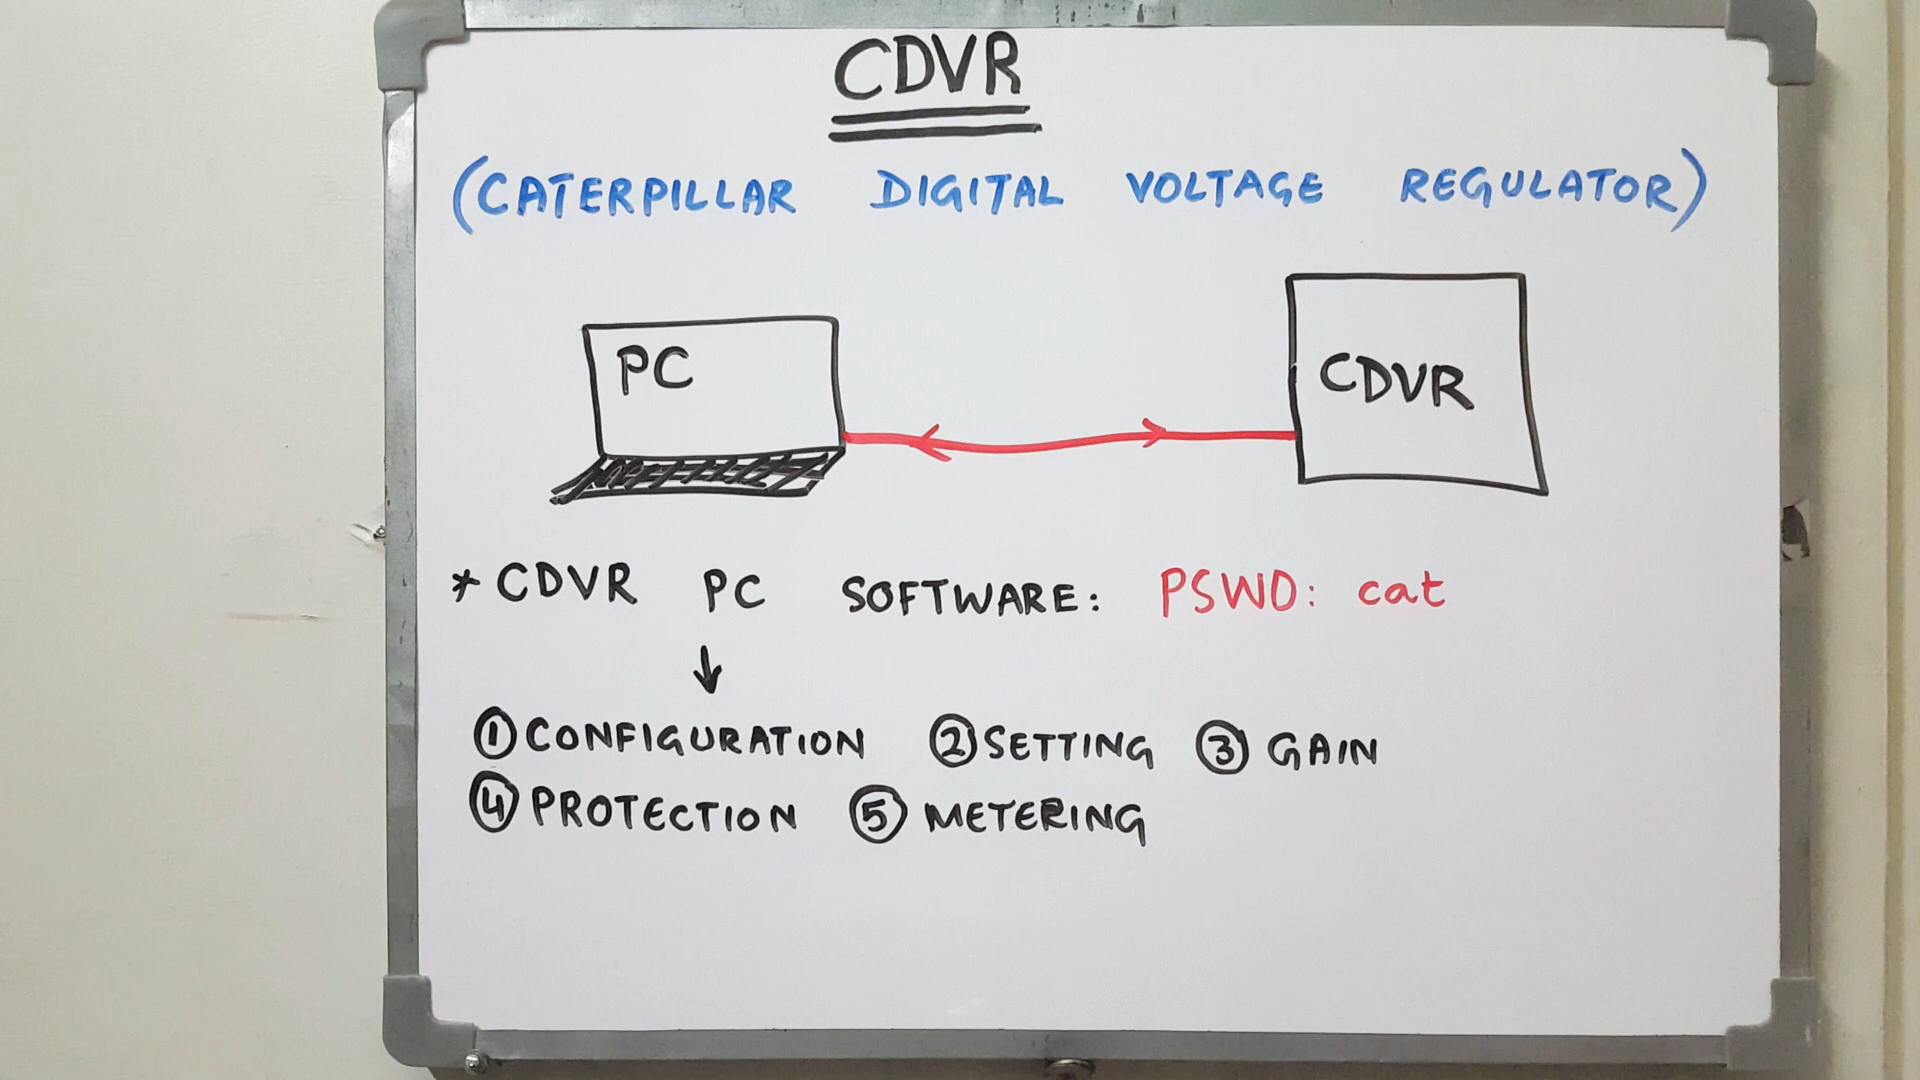 CDVR
(CATERPILLAR DIGITAL VOLTAGE REGULATOR)
PC
CDVR
* CDVR PC SOFTWARE: PSWD: cat
↓
① CONFIGURATION ② SETTING ③ GAIN
④ PROTECTION ⑤ METERING